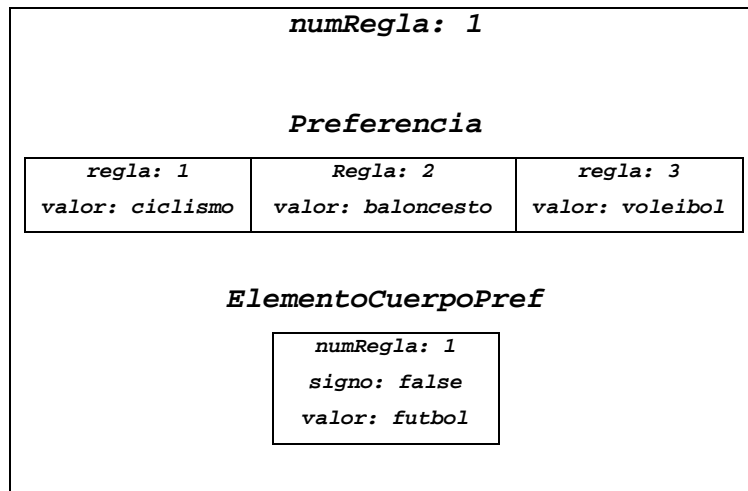 numRegla: 1
Preferencia
regla: 1 Regla: 2 regla: 3
valor: ciclismo valor: baloncesto valor: voleibol
ElementoCuerpoPref
numRegla: 1
signo: false
valor: futbol